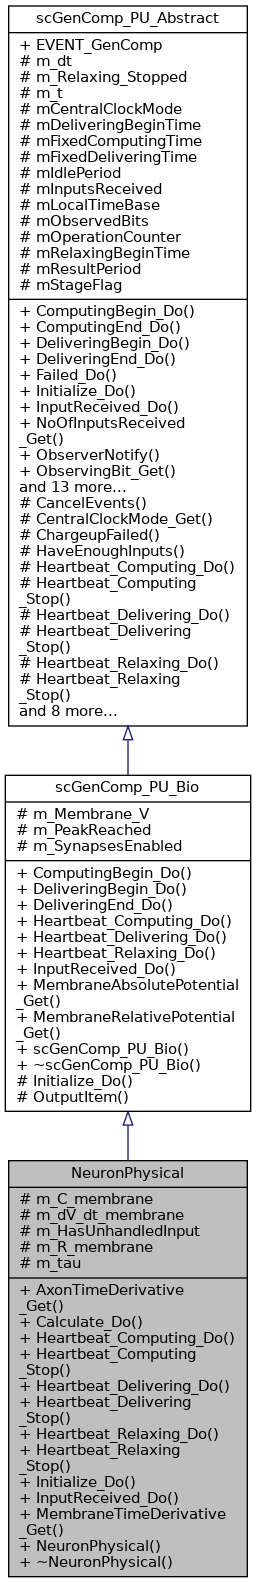 scGenComp_PU_Abstract
+ EVENT_GenComp
# m_dt
# m_Relaxing_Stopped
# m_t
# mCentralClockMode
# mDeliveringBeginTime
# mFixedComputingTime
# mFixedDeliveringTime
# mIdlePeriod
# mInputsReceived
# mLocalTimeBase
# mObservedBits
# mOperationCounter
# mRelaxingBeginTime
# mResultPeriod
# mStageFlag
+ ComputingBegin_Do()
+ ComputingEnd_Do()
+ DeliveringBegin_Do()
+ DeliveringEnd_Do()
+ Failed_Do()
+ Initialize_Do()
+ InputReceived_Do()
+ NoOfInputsReceived
_Get()
+ ObserverNotify()
+ ObservingBit_Get()
and 13 more...
# CancelEvents()
# CentralClockMode_Get()
# ChargeupFailed()
# HaveEnoughInputs()
# Heartbeat_Computing_Do()
# Heartbeat_Computing
_Stop()
# Heartbeat_Delivering_Do()
# Heartbeat_Delivering
_Stop()
# Heartbeat_Relaxing_Do()
# Heartbeat_Relaxing
_Stop()
and 8 more...
scGenComp_PU_Bio
# m_Membrane_V
# m_PeakReached
# m_SynapsesEnabled
+ ComputingBegin_Do()
+ DeliveringBegin_Do()
+ DeliveringEnd_Do()
+ Heartbeat_Computing_Do()
+ Heartbeat_Delivering_Do()
+ Heartbeat_Relaxing_Do()
+ InputReceived_Do()
+ MembraneAbsolutePotential
_Get()
+ MembraneRelativePotential
_Get()
+ scGenComp_PU_Bio()
+ ~scGenComp_PU_Bio()
# Initialize_Do()
# OutputItem()
NeuronPhysical
# m_C_membrane
# m_dV_dt_membrane
# m_HasUnhandledInput
# m_R_membrane
# m_tau
+ AxonTimeDerivative
_Get()
+ Calculate_Do()
+ Heartbeat_Computing_Do()
+ Heartbeat_Computing
_Stop()
+ Heartbeat_Delivering_Do()
+ Heartbeat_Delivering
_Stop()
+ Heartbeat_Relaxing_Do()
+ Heartbeat_Relaxing
_Stop()
+ Initialize_Do()
+ InputReceived_Do()
+ MembraneTimeDerivative
_Get()
+ NeuronPhysical()
+ ~NeuronPhysical()